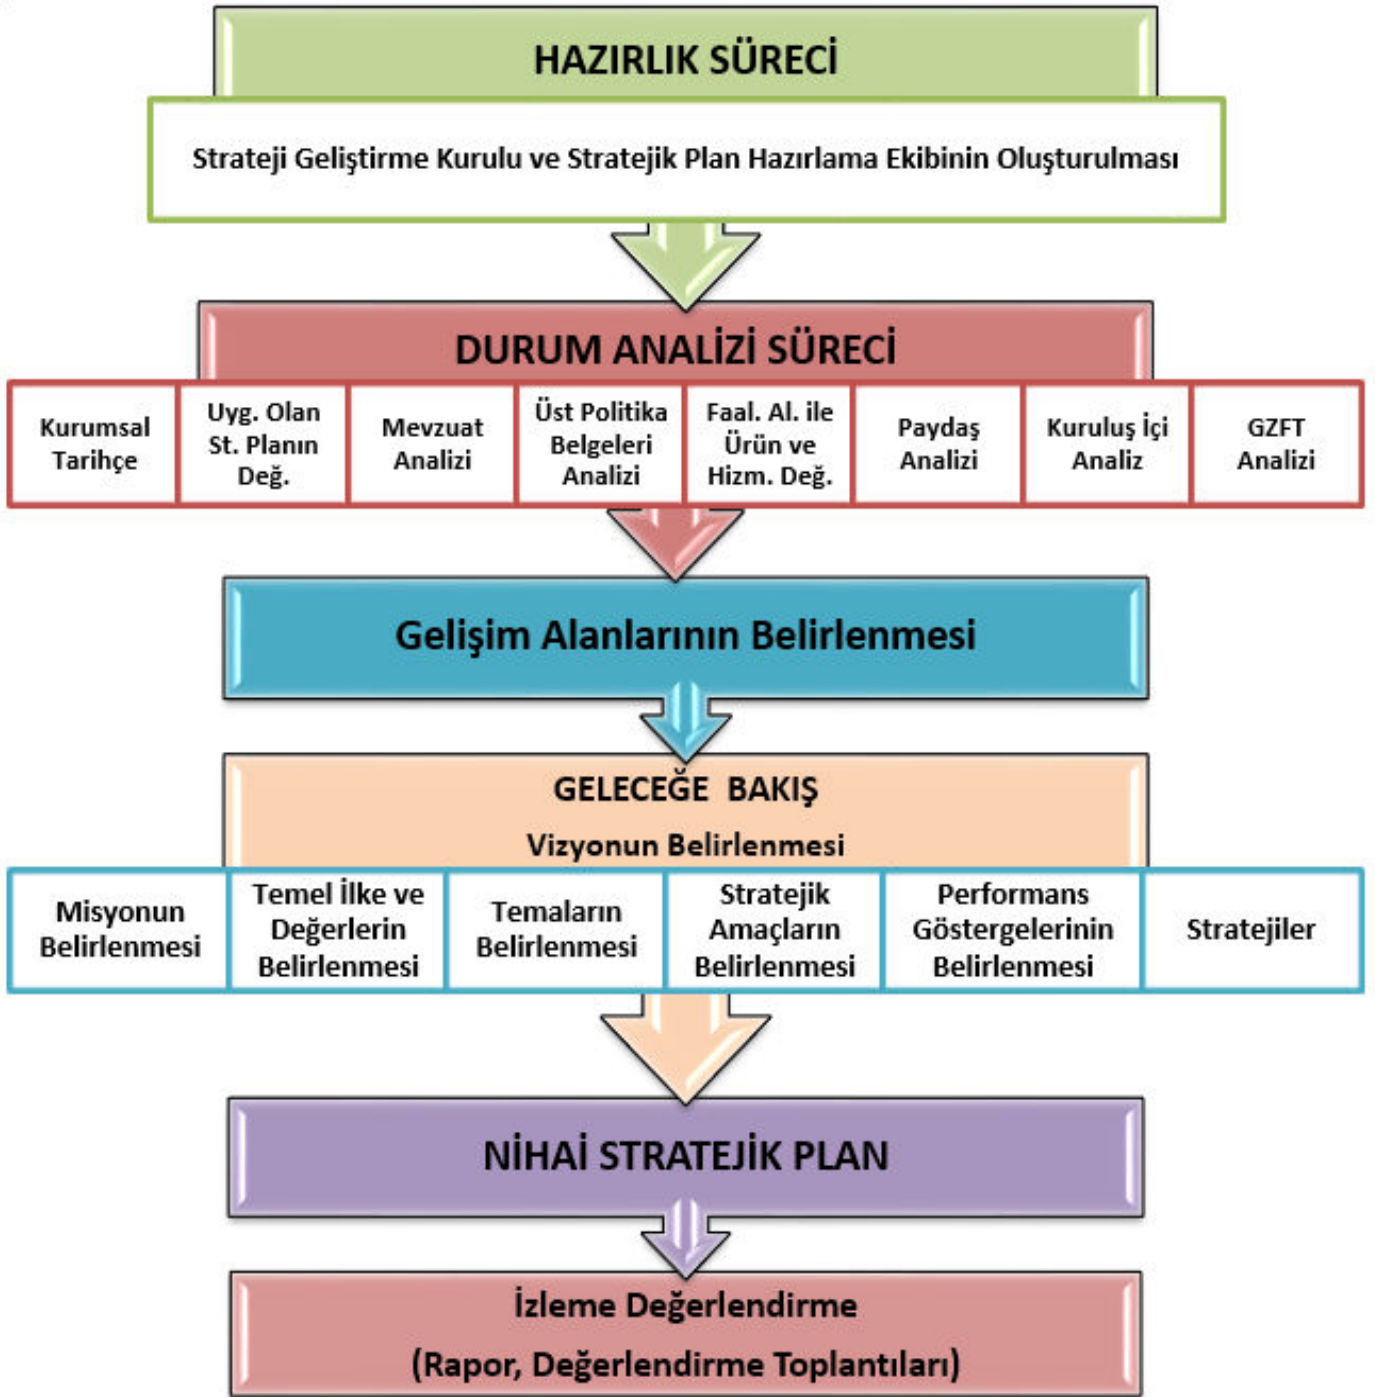 HAZIRLIK SÜRECİ
Strateji Geliştirme Kurulu ve Stratejik Plan Hazırlama Ekibinin Oluşturulması
DURUM ANALİZİ SÜRECİ
Kurumsal
Tarihçe
Uyg. Olan
St. Planın
Değ.
Mevzuat
Analizi
Üst Politika
Belgeleri
Analizi
Faal. Al. ile
Ürün ve
Hizm. Değ.
Paydaş
Analizi
Kuruluş İçi
Analiz
GZFT
Analizi
Gelişim Alanlarının Belirlenmesi
GELECEĞE BAKIŞ
Vizyonun Belirlenmesi
Misyonun
Belirlenmesi
Temel İlke ve
Değerlerin
Belirlenmesi
Temaların
Belirlenmesi
Stratejik
Amaçların
Belirlenmesi
Performans
Göstergelerinin
Belirlenmesi
Stratejiler
NİHAİ STRATEJİK PLAN
İzleme Değerlendirme
(Rapor, Değerlendirme Toplantıları)